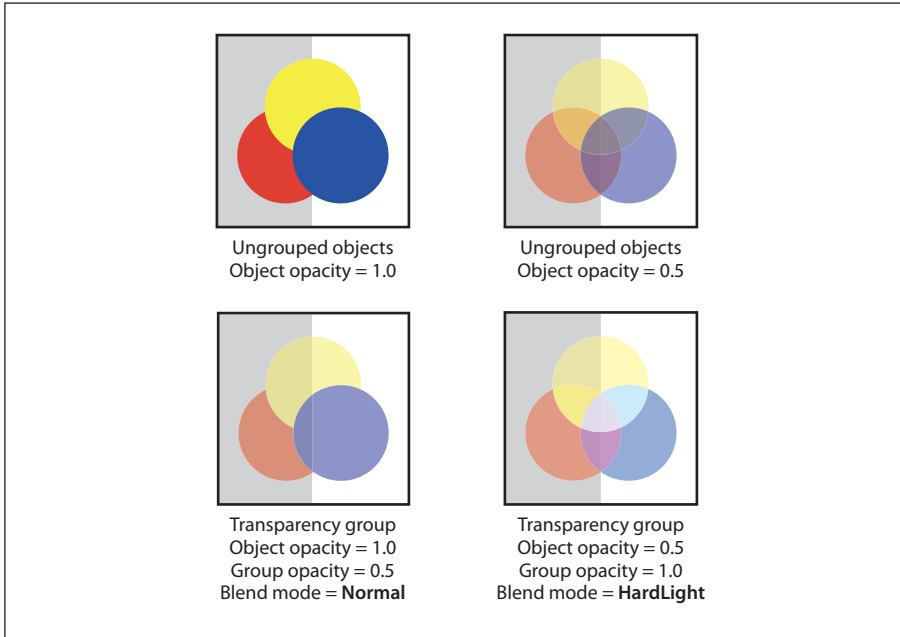 Ungrouped objects
Object opacity = 1.0
Ungrouped objects
Object opacity = 0.5
Transparency group
Object opacity = 1.0
Group opacity = 0.5
Blend mode = Normal
Transparency group
Object opacity = 0.5
Group opacity = 1.0
Blend mode = HardLight